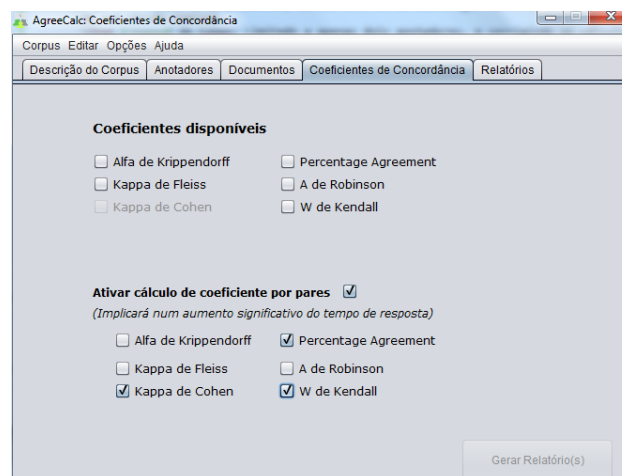 AgreeCalc: Coeficientes de Concordância
Corpus Editar Opções Ajuda
Descrição do Corpus Anotadores Documentos Coeficientes de Concordância Relatórios
Coeficientes disponíveis
Alfa de Krippendorff Percentage Agreement
Kappa de Fleiss A de Robinson
Kappa de Cohen W de Kendall
Ativar cálculo de coeficiente por pares
(Implicará num aumento significativo do tempo de resposta)
Alfa de Krippendorff Percentage Agreement
Kappa de Fleiss A de Robinson
Kappa de Cohen W de Kendall
Gerar Relatório(s)